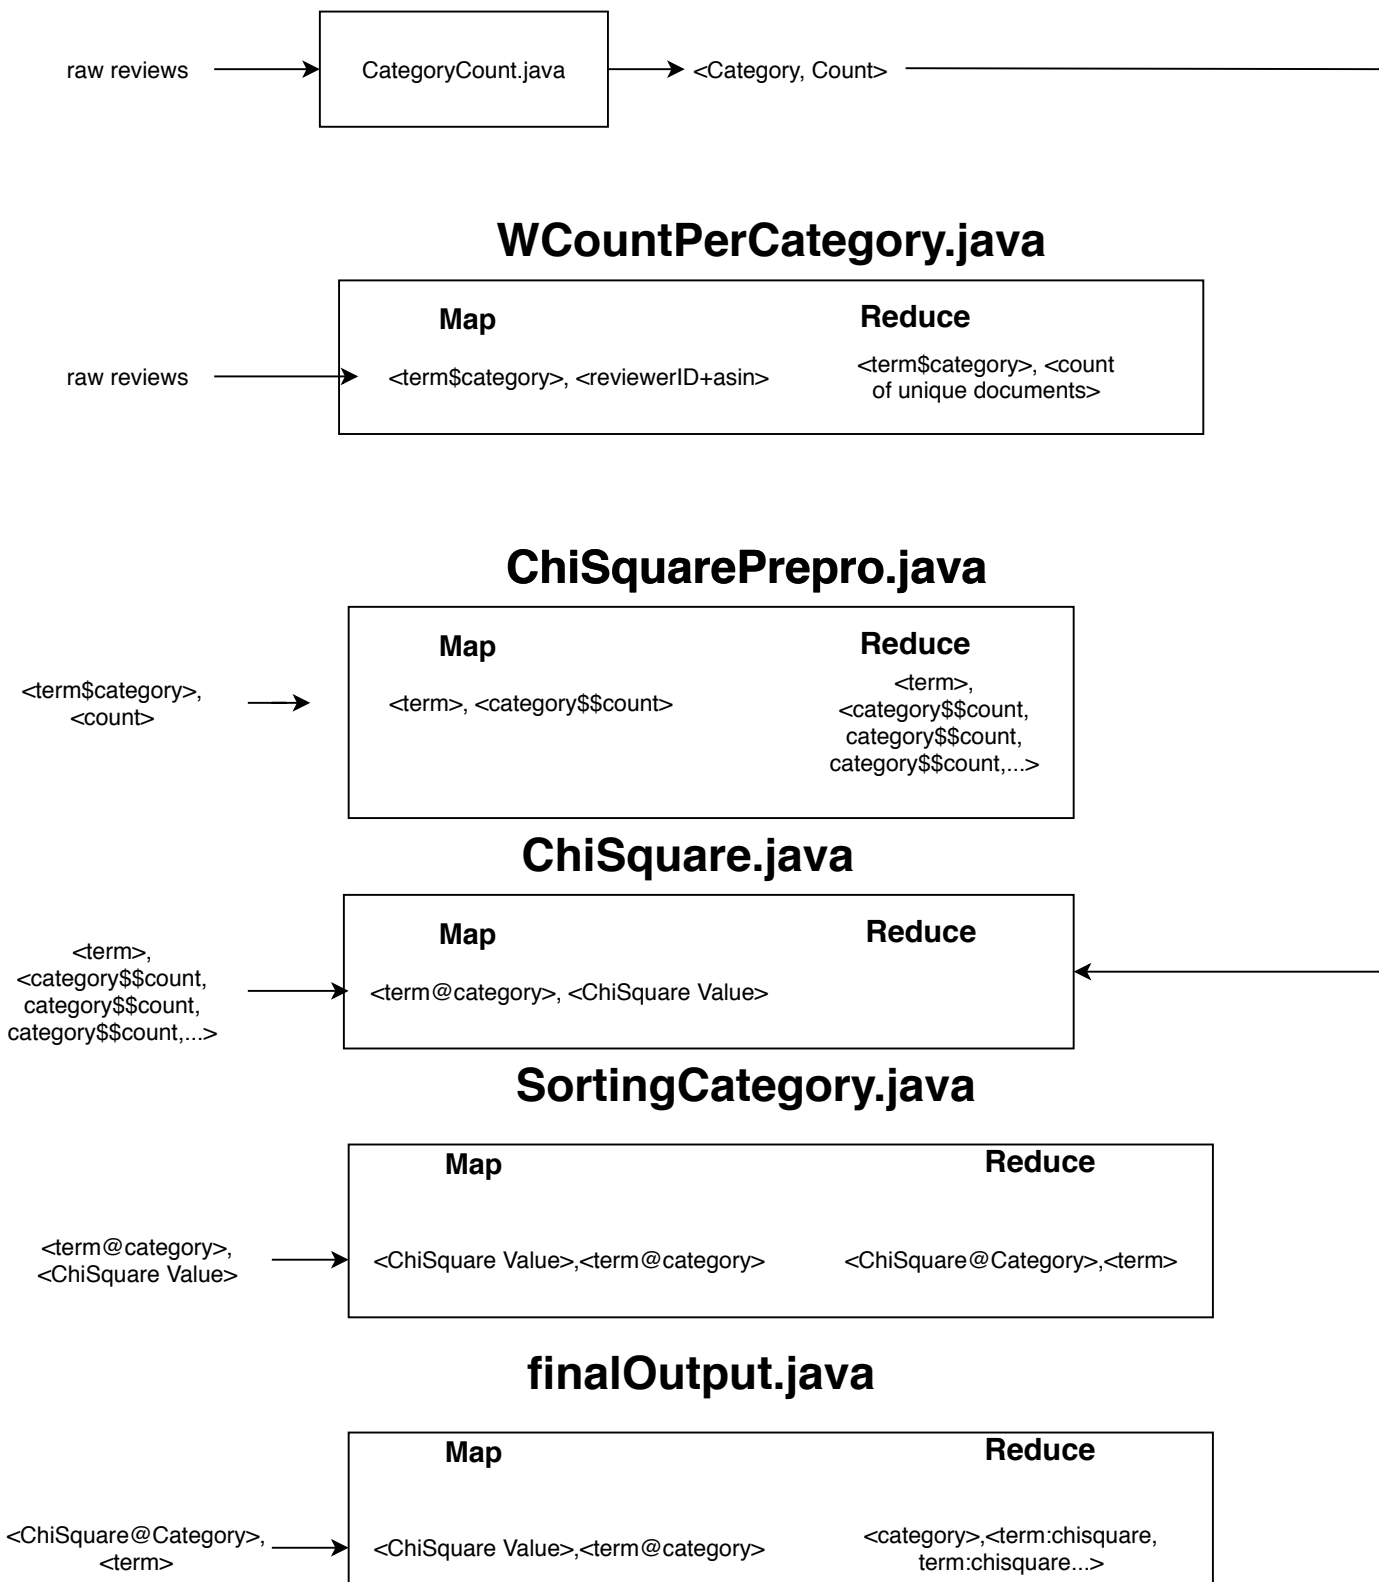 raw reviews
CategoryCount.java
<Category, Count>
WCountPerCategory.java
Map
Reduce
raw reviews
<term$category>, <reviewerID+asin>
<term$category>, <count
of unique documents>
ChiSquarePrepro.java
Map
Reduce
<term$category>,
<count>
<term>, <category$$count>
<term>,
<category$$count,
category$$count,
category$$count,...>
ChiSquare.java
Map
Reduce
<term>,
<category$$count,
category$$count,
category$$count,...>
<term@category>, <ChiSquare Value>
SortingCategory.java
Map
Reduce
<term@category>,
<ChiSquare Value>
<ChiSquare Value>,<term@category>
<ChiSquare@Category>,<term>
finalOutput.java
Map
Reduce
<ChiSquare@Category>,
<term>
<ChiSquare Value>,<term@category>
<category>,<term:chisquare,
term:chisquare...>